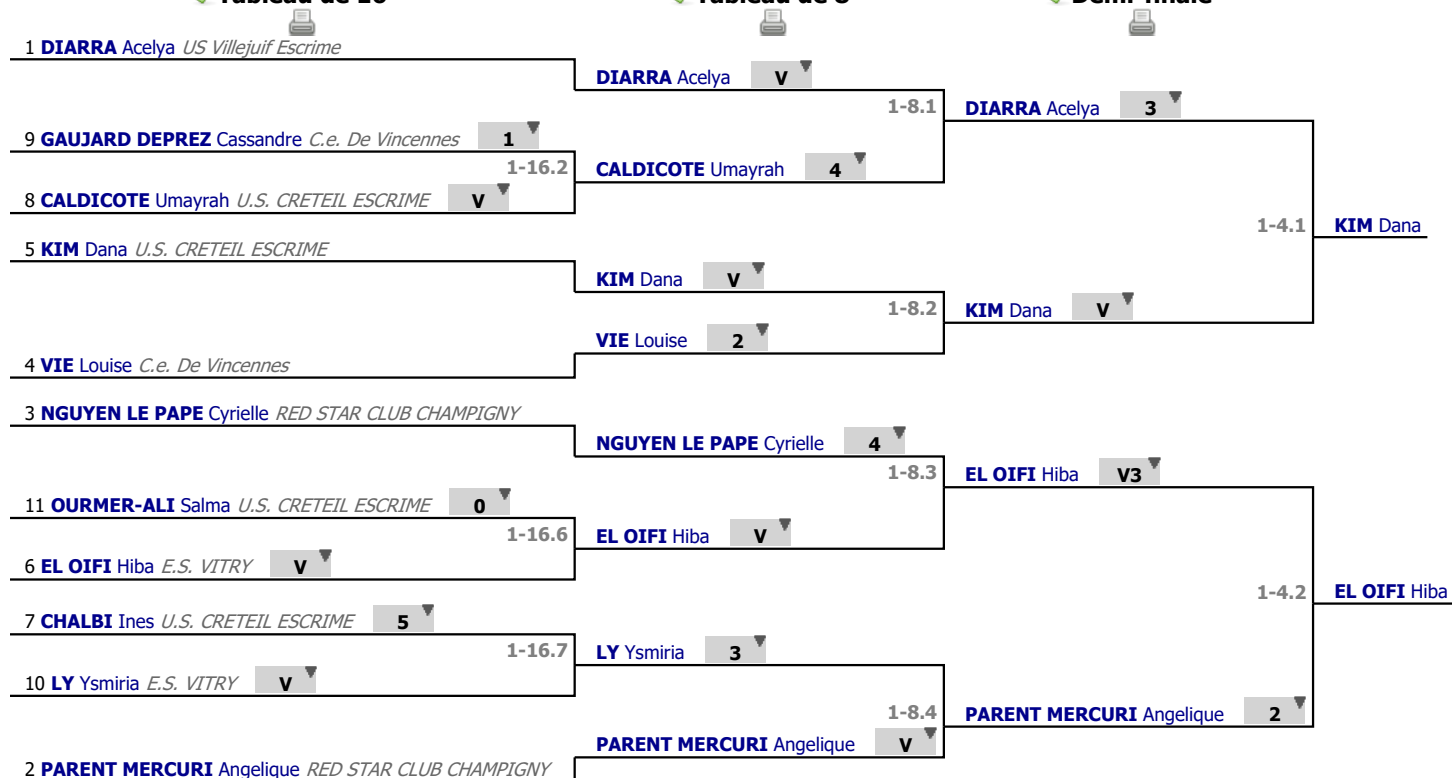 1 DIARRA Acelya US Villejuif Escrime
DIARRA Acelya V
1-8.1
DIARRA Acelya 3
9 GAUJARD DEPREZ Cassandre C.e. De Vincennes 1
1-16.2
CALDICOTE Umayrah 4
8 CALDICOTE Umayrah U.S. CRETEIL ESCRIME V
1-4.1
KIM Dana
5 KIM Dana U.S. CRETEIL ESCRIME
KIM Dana V
1-8.2
KIM Dana V
VIE Louise 2
4 VIE Louise C.e. De Vincennes
3 NGUYEN LE PAPE Cyrielle RED STAR CLUB CHAMPIGNY
NGUYEN LE PAPE Cyrielle 4
1-8.3
EL OIFI Hiba V3
11 OURMER-ALI Salma U.S. CRETEIL ESCRIME 0
1-16.6
EL OIFI Hiba V
6 EL OIFI Hiba E.S. VITRY V
1-4.2
EL OIFI Hiba
7 CHALBI Ines U.S. CRETEIL ESCRIME 5
1-16.7
LY Ysmiria 3
10 LY Ysmiria E.S. VITRY V
1-8.4
PARENT MERCURI Angelique 2
PARENT MERCURI Angelique V
2 PARENT MERCURI Angelique RED STAR CLUB CHAMPIGNY